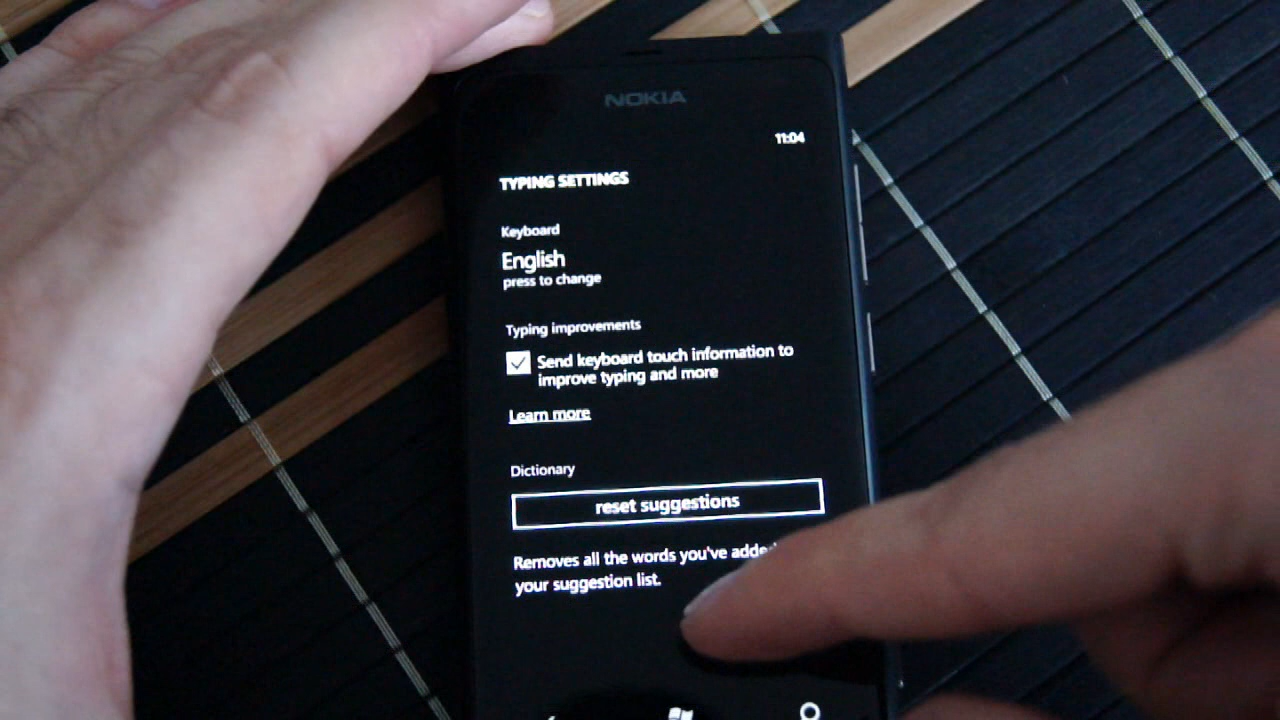 NOKIA
11:04
TYPING SETTINGS
Keyboard
English
press to change
Typing improvements
Send keyboard touch information to
improve typing and more
Learn more
Dictionary
reset suggestions
Removes all the words you've added
your suggestion list.